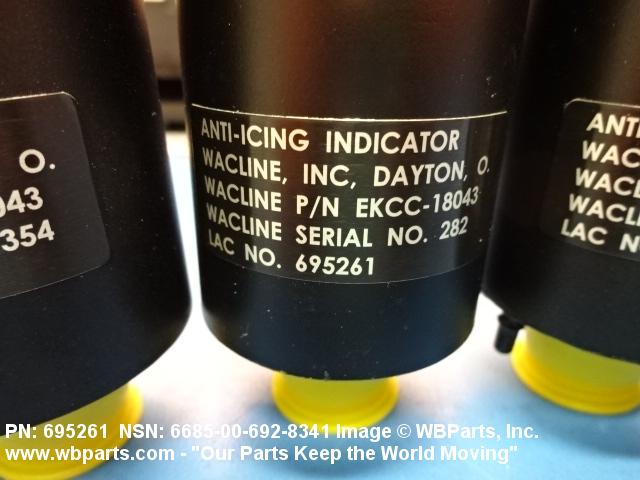 O.
043
354
ANTI-ICING INDICATOR
WACLINE, INC, DAYTON, O.
WACLINE P/N EKCC-18043
WACLINE SERIAL NO. 282
LAC NO. 695261
ANTI
WAC
WACL
WACLI
LAC N
PN: 695261 NSN: 6685-00-692-8341 Image © WBParts, Inc.
www.wbparts.com - "Our Parts Keep the World Moving"